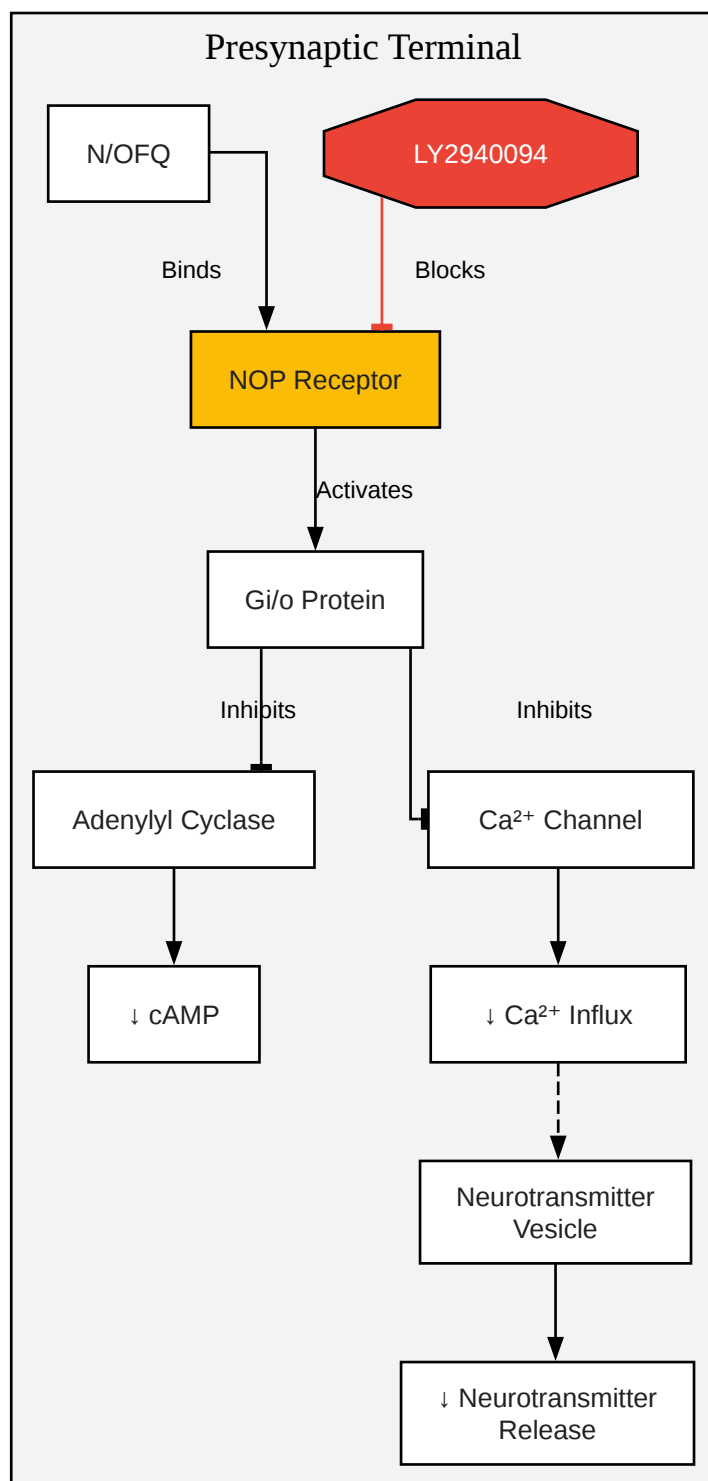 Presynaptic Terminal
N/OFQ
LY2940094
Binds
Blocks
NOP Receptor
Activates
Gi/o Protein
Inhibits
Inhibits
Adenylyl Cyclase
Ca²⁺ Channel
↓ cAMP
↓ Ca²⁺ Influx
Neurotransmitter
Vesicle
↓ Neurotransmitter
Release